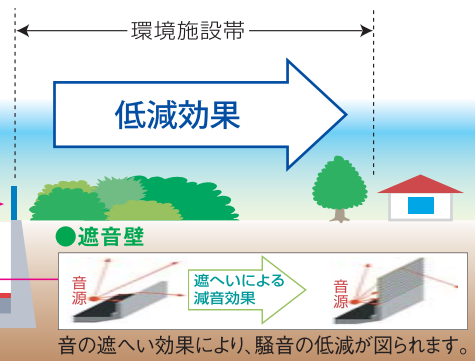 環境施設帯
低減効果
●遮音壁
音
源
遮へいによる
減音効果
音
源
音の遮へい効果により、騒音の低減が図られます。